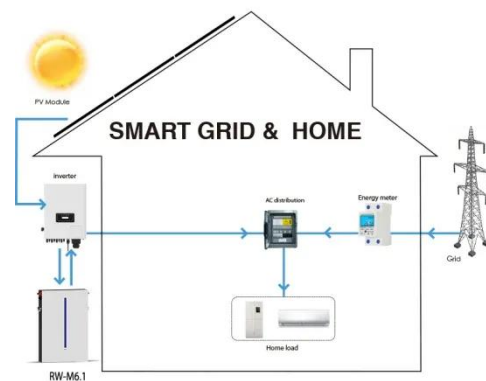 PV Module
SMART GRID & HOME
Inverter
AC distribution
Energy meter
Grid
Home load
RW-M6.1